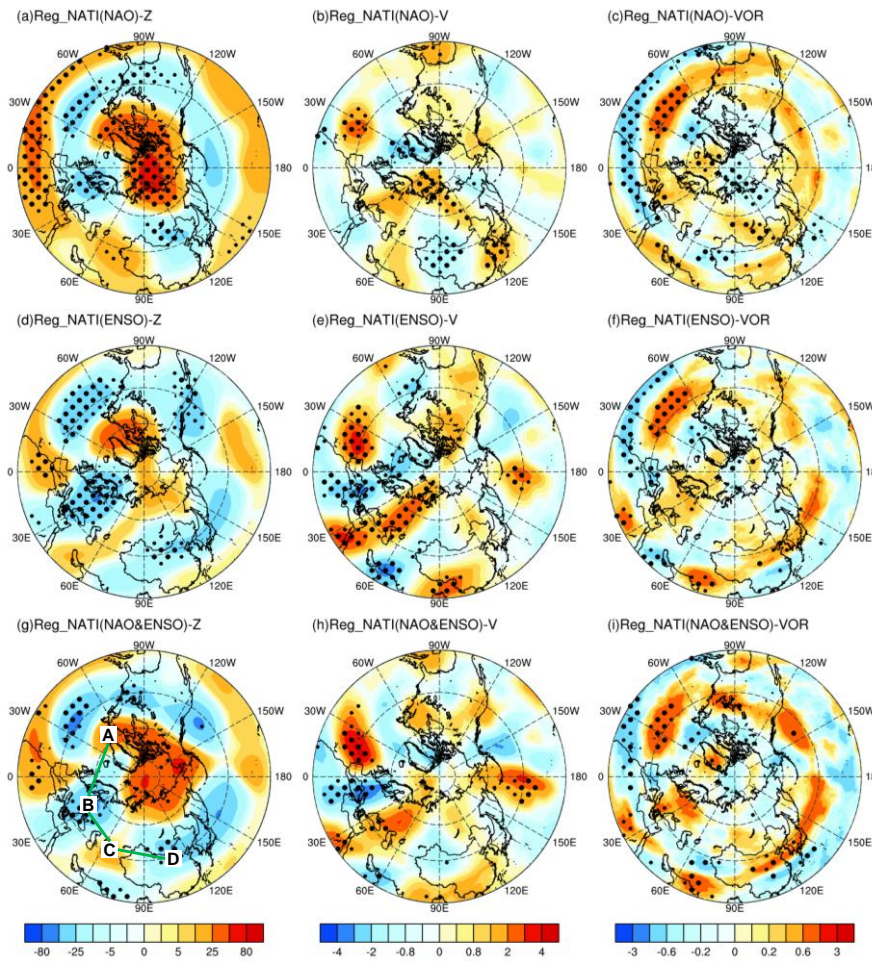 (a)Reg_NATI(NAO)-Z
(b)Reg_NATI(NAO)-V
(c)Reg_NATI(NAO)-VOR
90W 90W 90W
60W 120W 60W 120W 60W 120W
30W 150W 30W 150W 30W 150W
0 180 0 180 0 180
30E 150E 30E 150E 30E 150E
60E 120E 60E 120E 60E 120E
90E 90E 90E
(d)Reg_NATI(ENSO)-Z
(e)Reg_NATI(ENSO)-V
(f)Reg_NATI(ENSO)-VOR
90W 90W 90W
60W 120W 60W 120W 60W 120W
30W 150W 30W 150W 30W 150W
0 180 0 180 0 180
30E 150E 30E 150E 30E 150E
60E 120E 60E 120E 60E 120E
90E 90E 90E
(g)Reg_NATI(NAO&ENSO)-Z
(h)Reg_NATI(NAO&ENSO)-V
(i)Reg_NATI(NAO&ENSO)-VOR
90W 90W 90W
60W 120W 60W 120W 60W 120W
30W 150W 30W 150W 30W 150W
A
0 180 0 180 0 180
B
30E 150E 30E 150E 30E 150E
C D
60E 120E 60E 120E 60E 120E
90E 90E 90E
-80 -25 -5 0 5 25 80
-4 -2 -0.8 0 0.8 2 4
-3 -0.6 -0.2 0 0.2 0.6 3